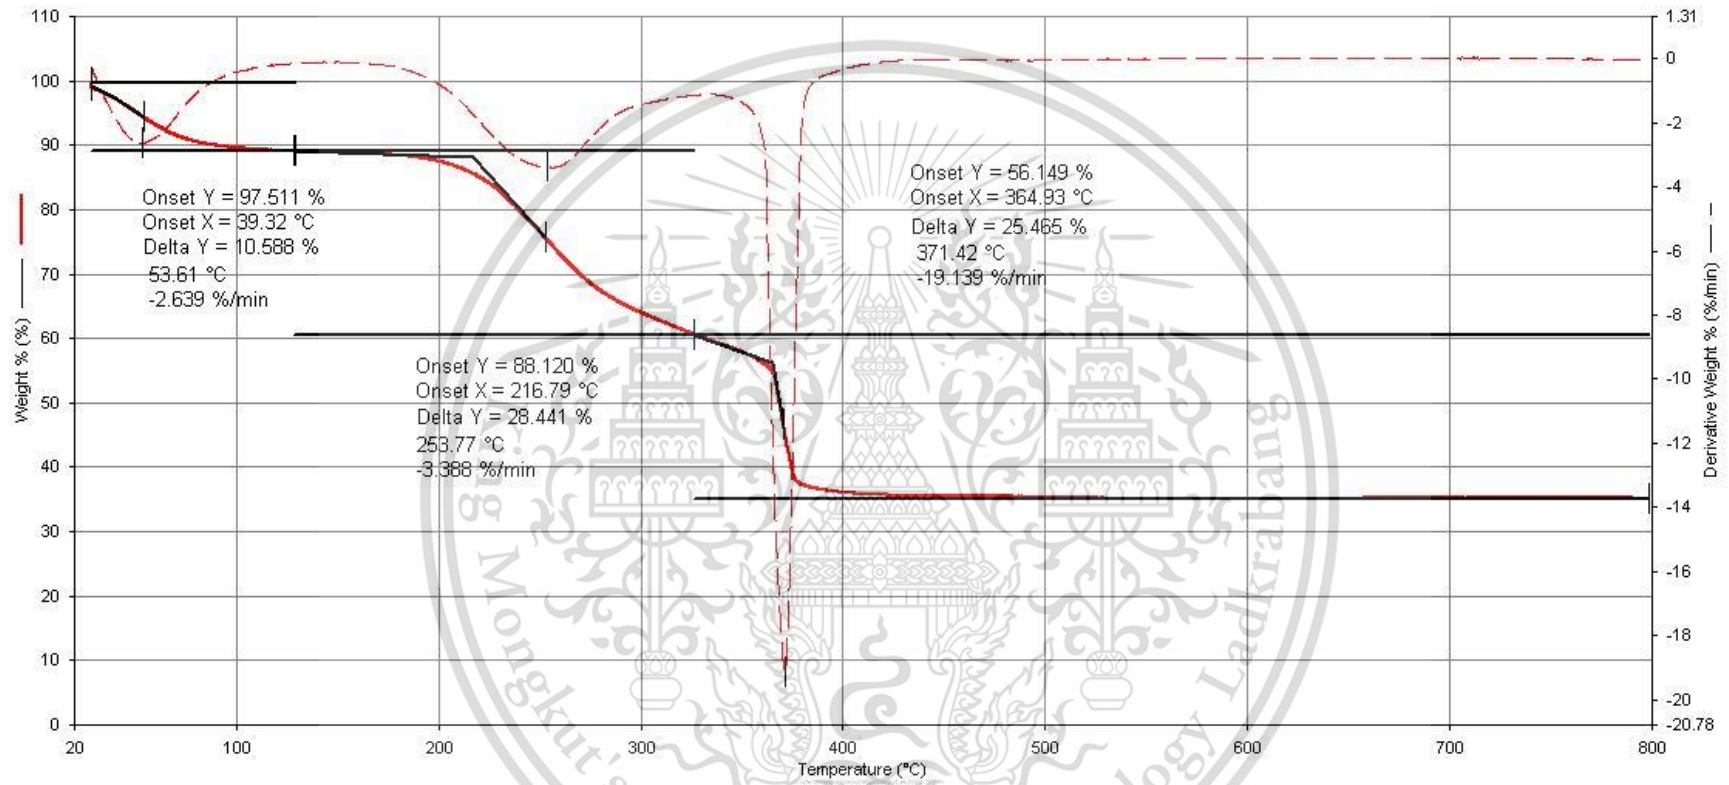 110
100
90
80
70
60
50
40
30
20
10
0
Weight % (%)
Onset Y = 97.511 %
Onset X = 39.32 °C
Delta Y = 10.588 %
53.61 °C
-2.639 %/min
Onset Y = 88.120 %
Onset X = 216.79 °C
Delta Y = 28.441 %
253.77 °C
-3.388 %/min
Onset Y = 56.149 %
Onset X = 364.93 °C
Delta Y = 25.465 %
371.42 °C
-19.139 %/min
1.31
0
-2
-4
-6
-8
-10
-12
-14
-16
-18
-20
-20.78
Derivative Weight % (%/min)
20 100 200 300 400 500 600 700 800
Temperature (°C)
King Mongkut's
ology Ladkrabang